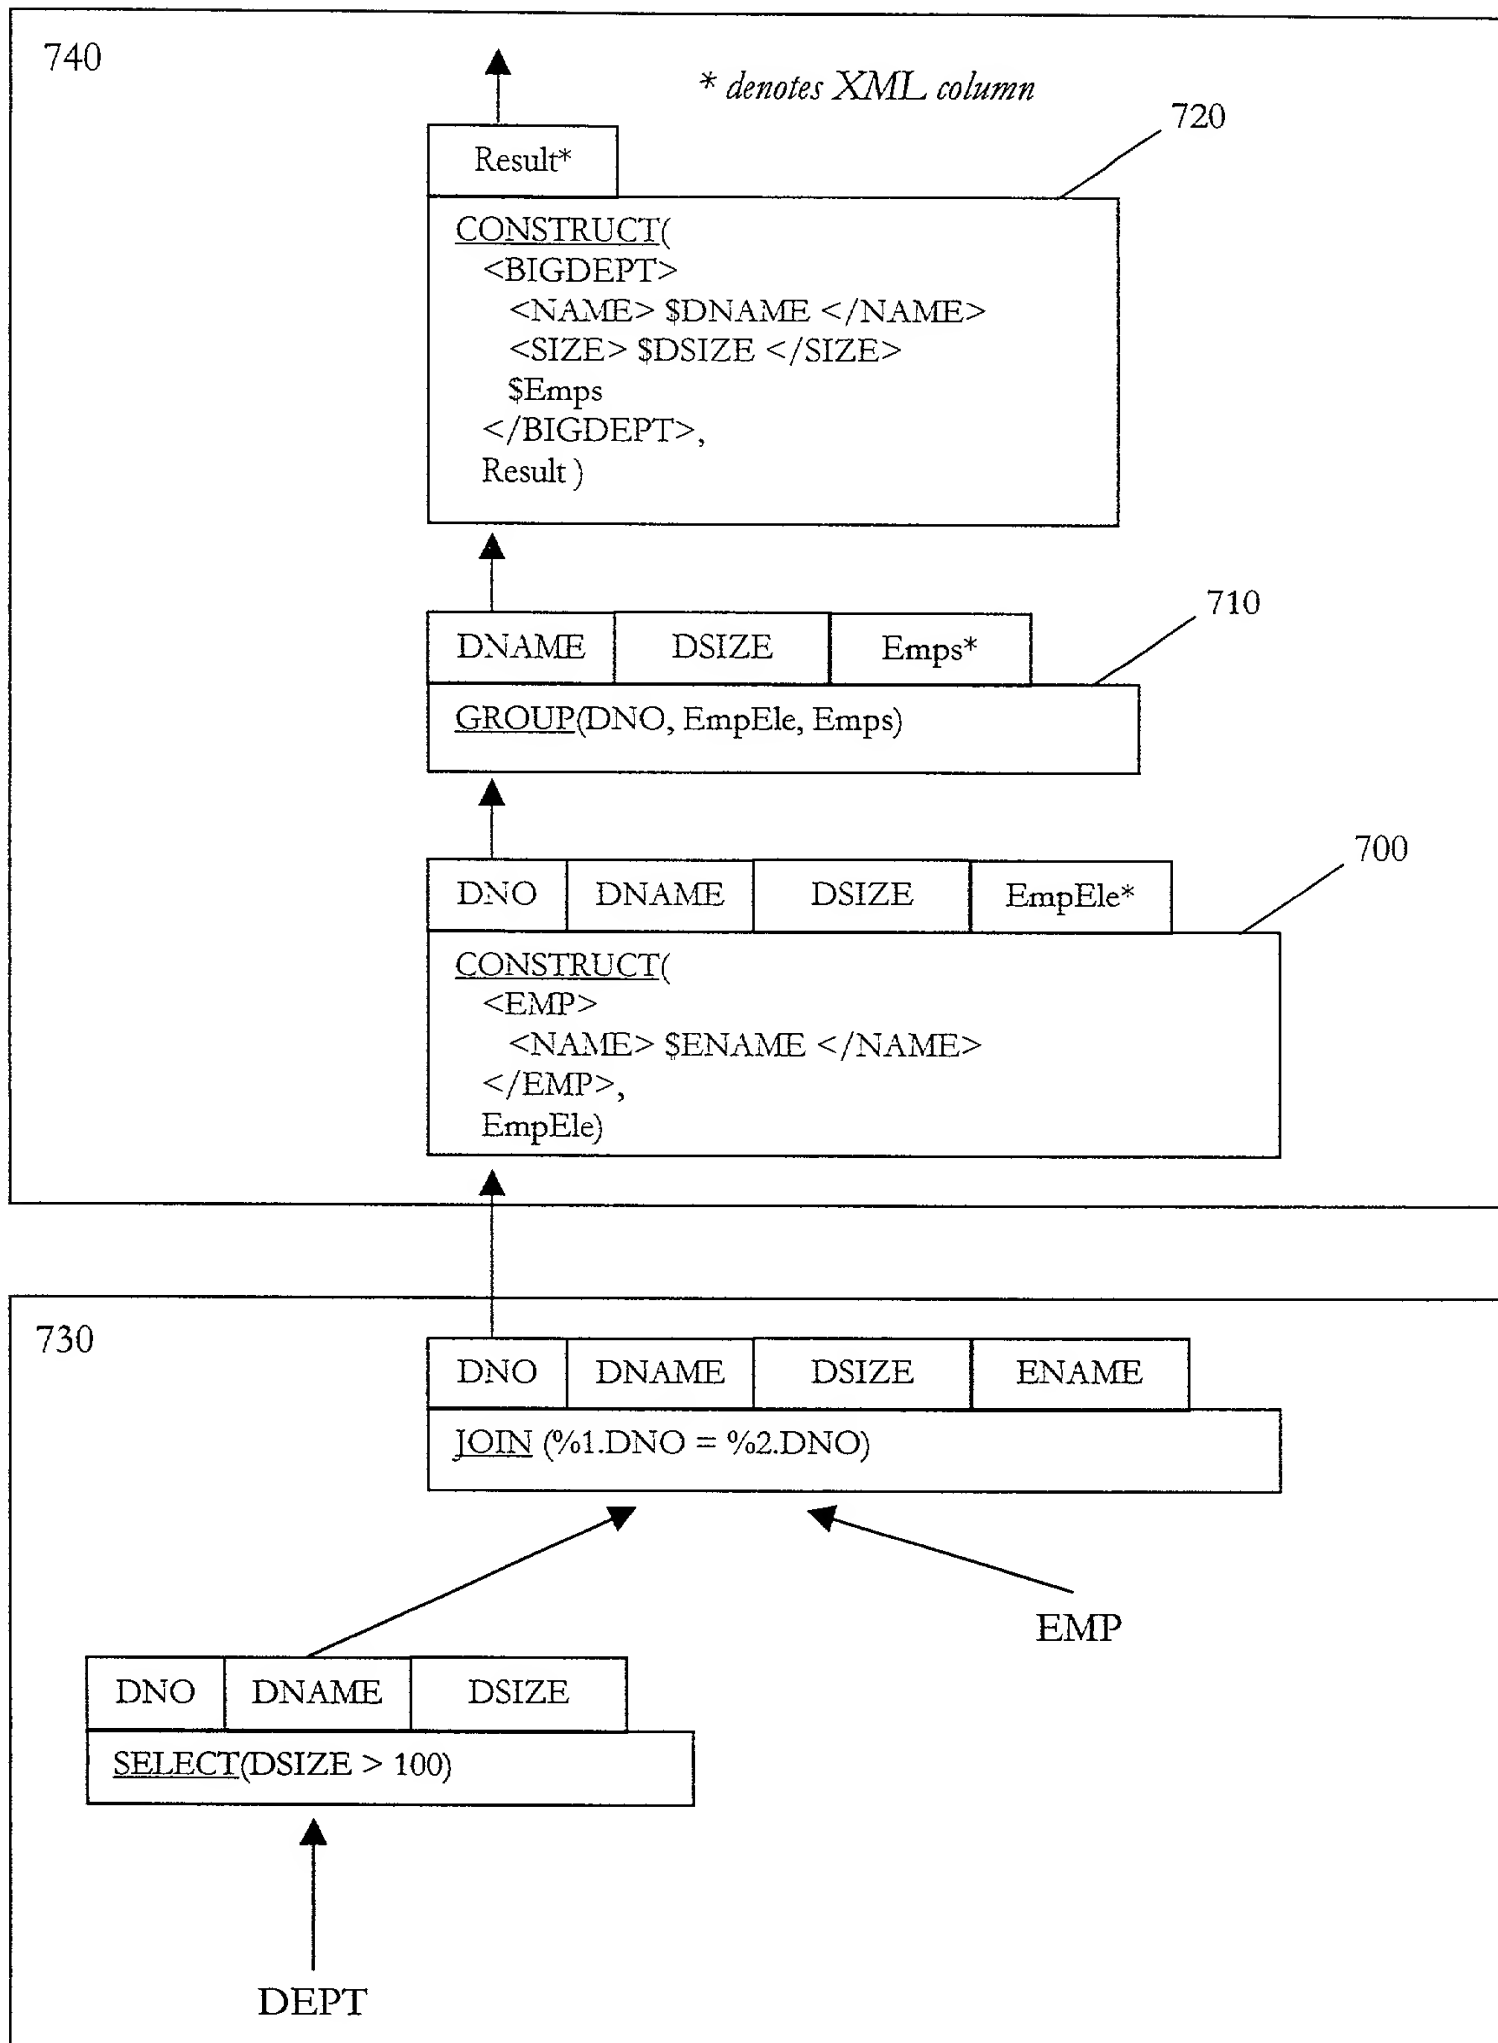 740
* denotes XML column
720
Result*
CONSTRUCT(
<BIGDEPT>
<NAME> $DNAME </NAME>
<SIZE> $DSIZE </SIZE>
$Emps
</BIGDEPT>,
Result )
710
DNAME DSIZE Emps*
GROUP(DNO, EmpEle, Emps)
700
DNO DNAME DSIZE EmpEle*
CONSTRUCT(
<EMP>
<NAME> $ENAME </NAME>
</EMP>,
EmpEle)
730
DNO DNAME DSIZE ENAME
JOIN (%1.DNO = %2.DNO)
EMP
DNO DNAME DSIZE
SELECT(DSIZE > 100)
DEPT